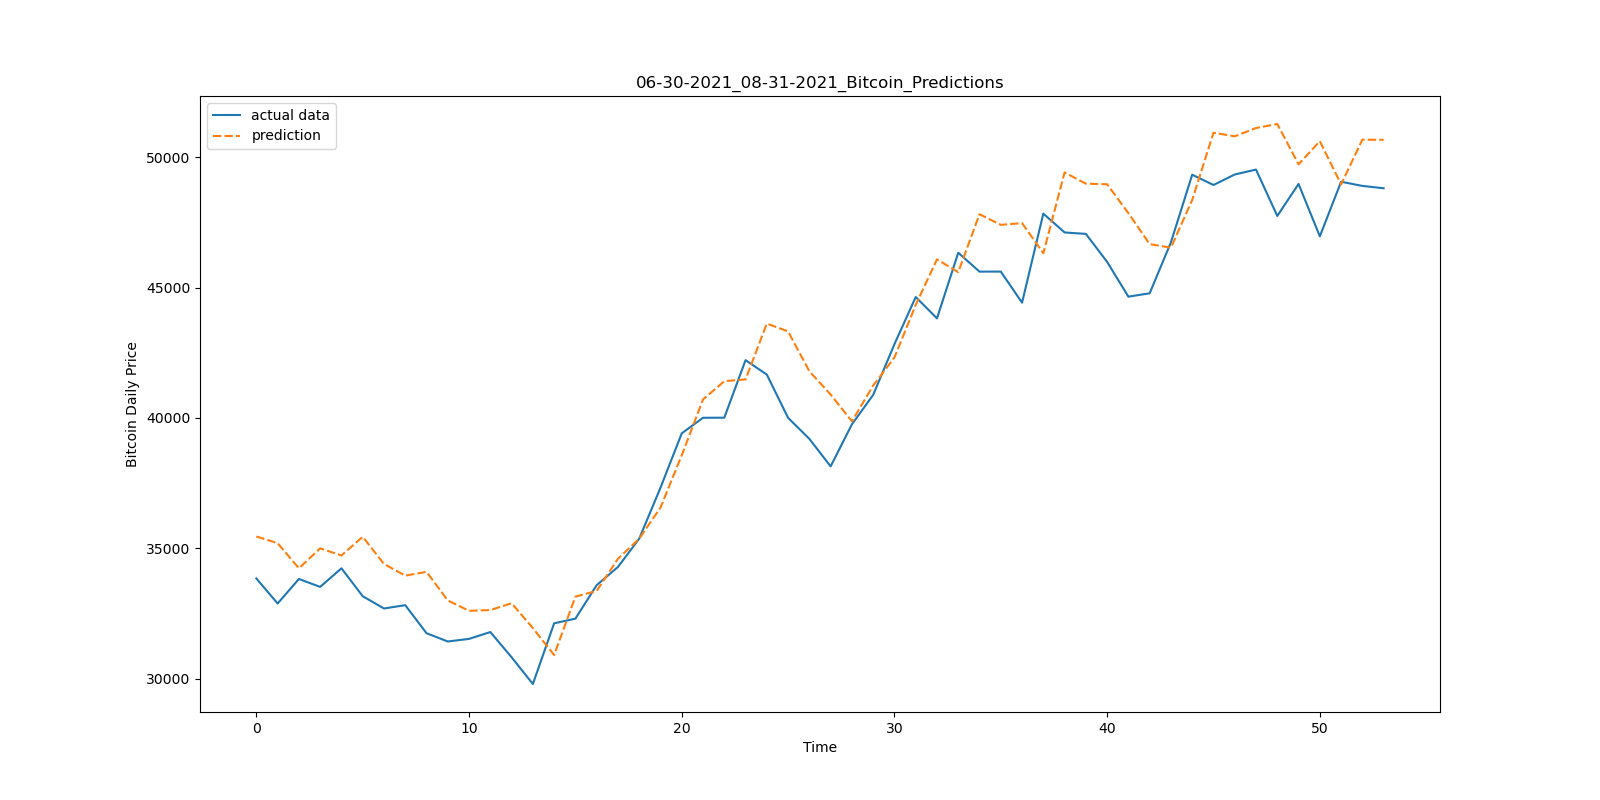 06-30-2021_08-31-2021_Bitcoin_Predictions
actual data
prediction
50000
45000
40000
35000
30000
Bitcoin Daily Price
0 10 20 30 40 50
Time